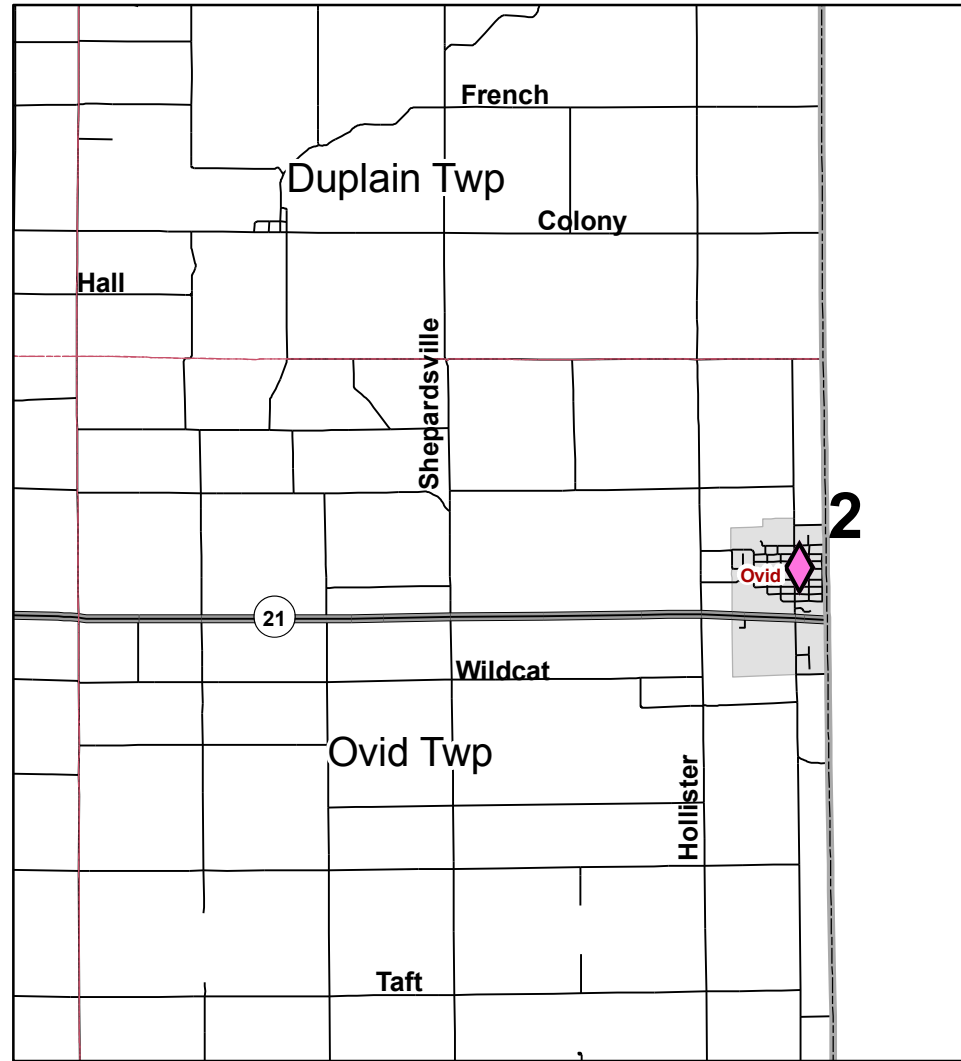 French
Duplain Twp
Colony
Hall
Shepardsville
2
Ovid
21
Wildcat
Ovid Twp
Hollister
Taft